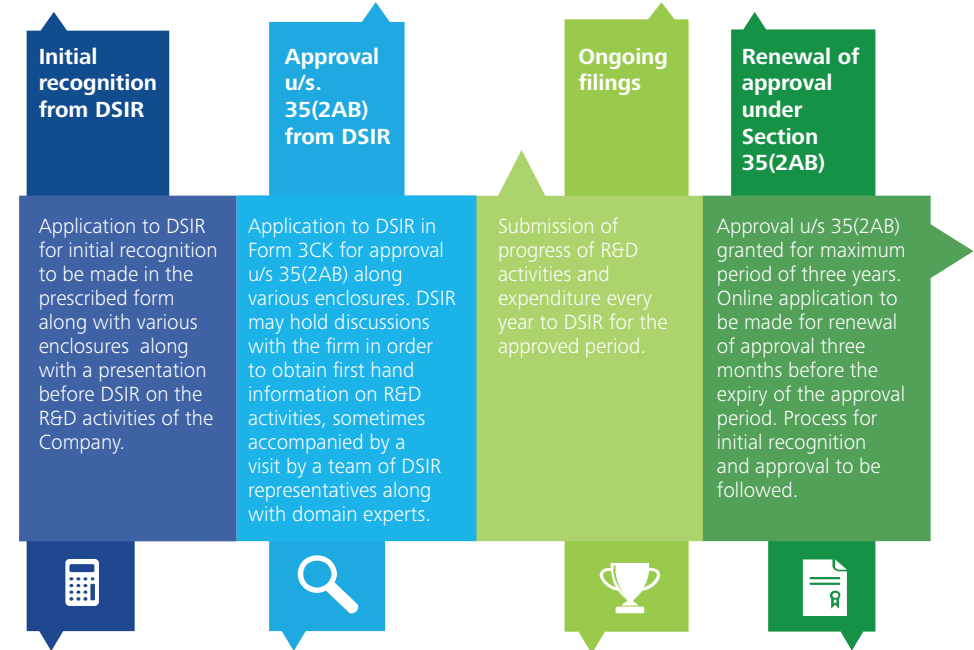 Initial
recognition
from DSIR
Approval
u/s.
35(2AB)
from DSIR
Ongoing
filings
Renewal of
approval
under
Section
35(2AB)
Application to DSIR
for initial recognition
to be made in the
prescribed form
along with various
enclosures along
with a presentation
before DSIR on the
R&D activities of the
Company.
Application to DSIR in
Form 3CK for approval
u/s 35(2AB) along
various enclosures. DSIR
may hold discussions
with the firm in order
to obtain first hand
information on R&D
activities, sometimes
accompanied by a
visit by a team of DSIR
representatives along
with domain experts.
Submission of
progress of R&D
activities and
expenditure every
year to DSIR for the
approved period.
Approval u/s 35(2AB)
granted for maximum
period of three years.
Online application to
be made for renewal
of approval three
months before the
expiry of the approval
period. Process for
initial recognition
and approval to be
followed.